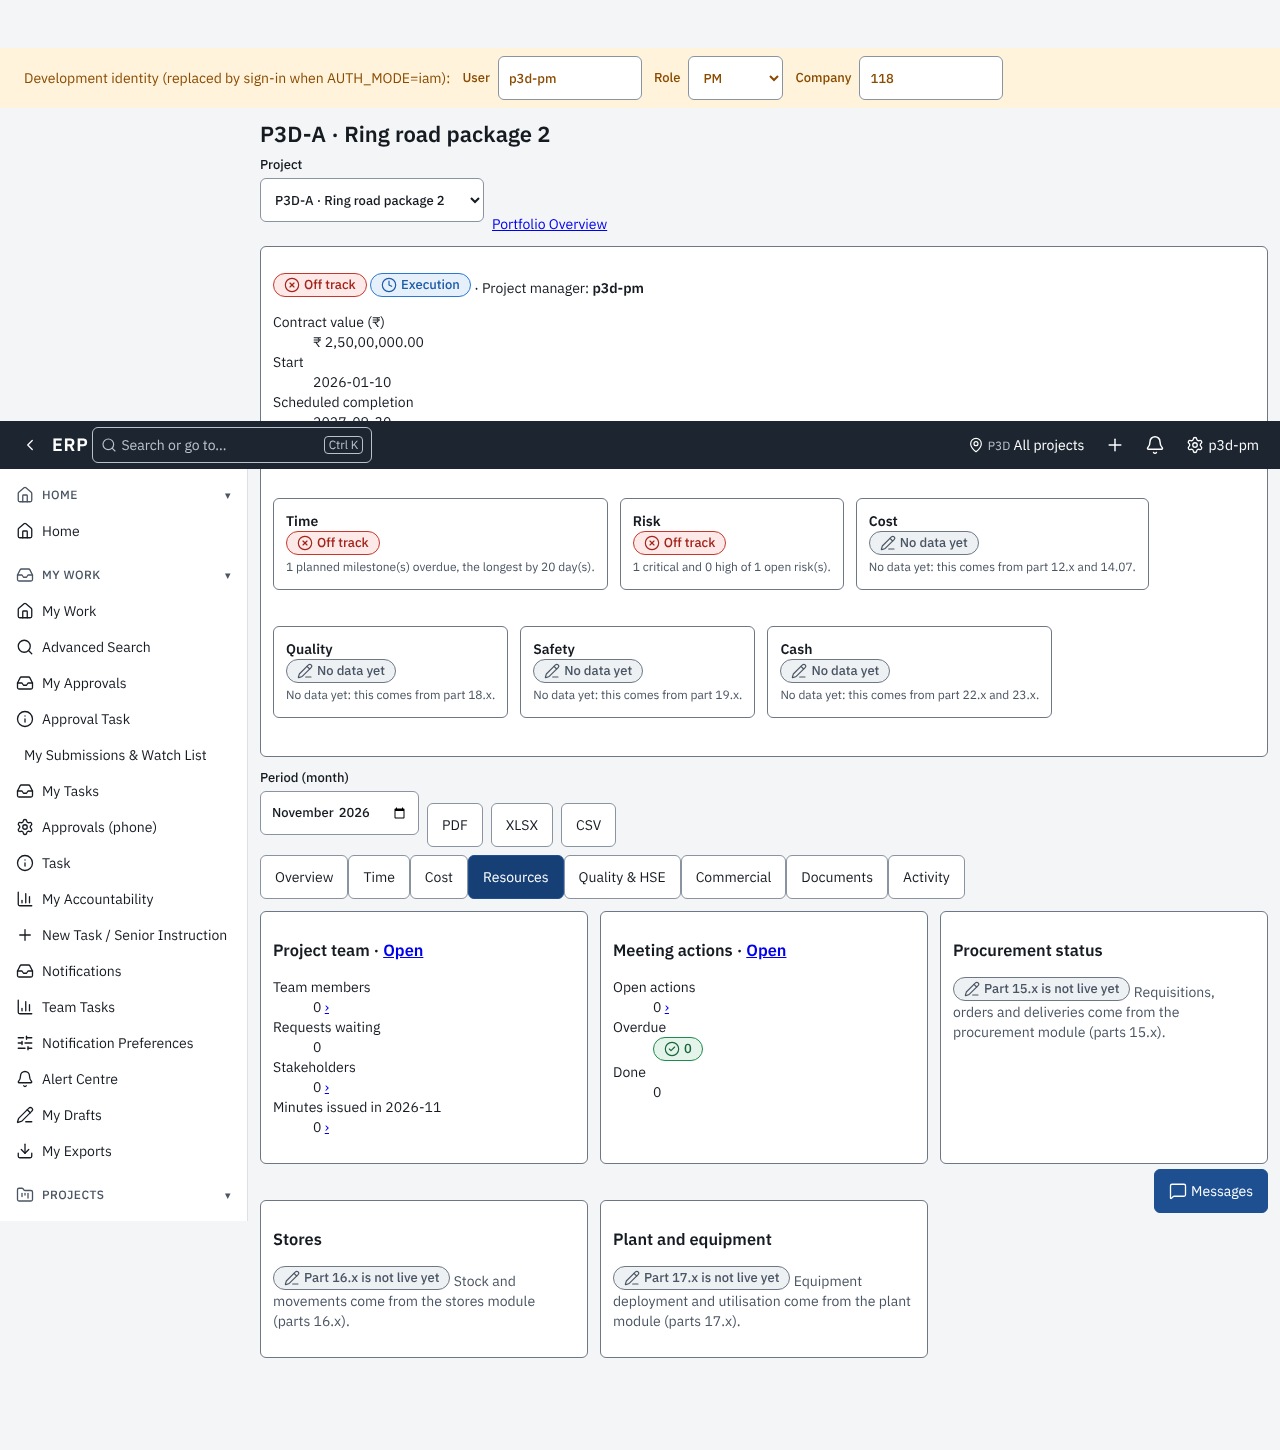 Development identity (replaced by sign-in when AUTH_MODE=iam): User p3d-pm Role PM Company 118
P3D-A · Ring road package 2
Project
P3D-A · Ring road package 2
Portfolio Overview
Off track Execution · Project manager: p3d-pm
Contract value (₹)
₹ 2,50,00,000.00
Start
2026-01-10
Scheduled completion
ERP Search or go to... Ctrl K P3D All projects p3d-pm
HOME
Home
MY WORK
My Work
Advanced Search
My Approvals
Approval Task
My Submissions & Watch List
My Tasks
Approvals (phone)
Task
My Accountability
New Task / Senior Instruction
Notifications
Team Tasks
Notification Preferences
Alert Centre
My Drafts
My Exports
PROJECTS
Time
Off track
1 planned milestone(s) overdue, the longest by 20 day(s).
Risk
Off track
1 critical and 0 high of 1 open risk(s).
Cost
No data yet
No data yet: this comes from part 12.x and 14.07.
Quality
No data yet
No data yet: this comes from part 18.x.
Safety
No data yet
No data yet: this comes from part 19.x.
Cash
No data yet
No data yet: this comes from part 22.x and 23.x.
Period (month)
November 2026 PDF XLSX CSV
Overview Time Cost Resources Quality & HSE Commercial Documents Activity
Project team · Open
Team members
0 ›
Requests waiting
0
Stakeholders
0 ›
Minutes issued in 2026-11
0 ›
Meeting actions · Open
Open actions
0 ›
Overdue
0
Done
0
Procurement status
Part 15.x is not live yet Requisitions,
orders and deliveries come from the
procurement module (parts 15.x).
Messages
Stores
Part 16.x is not live yet Stock and
movements come from the stores module
(parts 16.x).
Plant and equipment
Part 17.x is not live yet Equipment
deployment and utilisation come from the plant
module (parts 17.x).